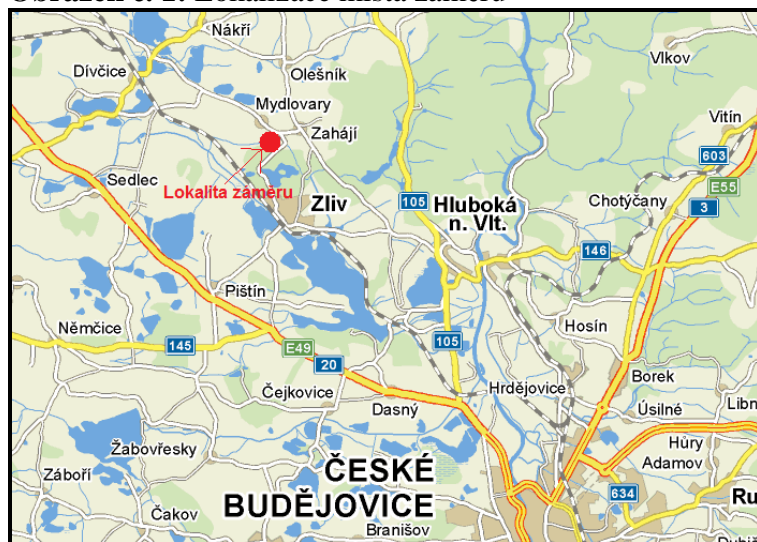 Nákří
Vlkov
Dívčice
Olešník
Mydlovary
Zahájí
Vitín
603
Sedlec
Lokalita záměru
Zliv
105
Hluboká
n. Vlt.
Chotýčany
E55
3
146
Pištín
Němčice
145
E49
20
105
Hosín
Čejkovice
Dasný
Hrdějovice
Borek
Úsilné
Libn
Hůry
Adamov
Žabovřesky
Záboří
ČESKÉ
BUDĚJOVICE
634
Ru
Čakov
Branišov